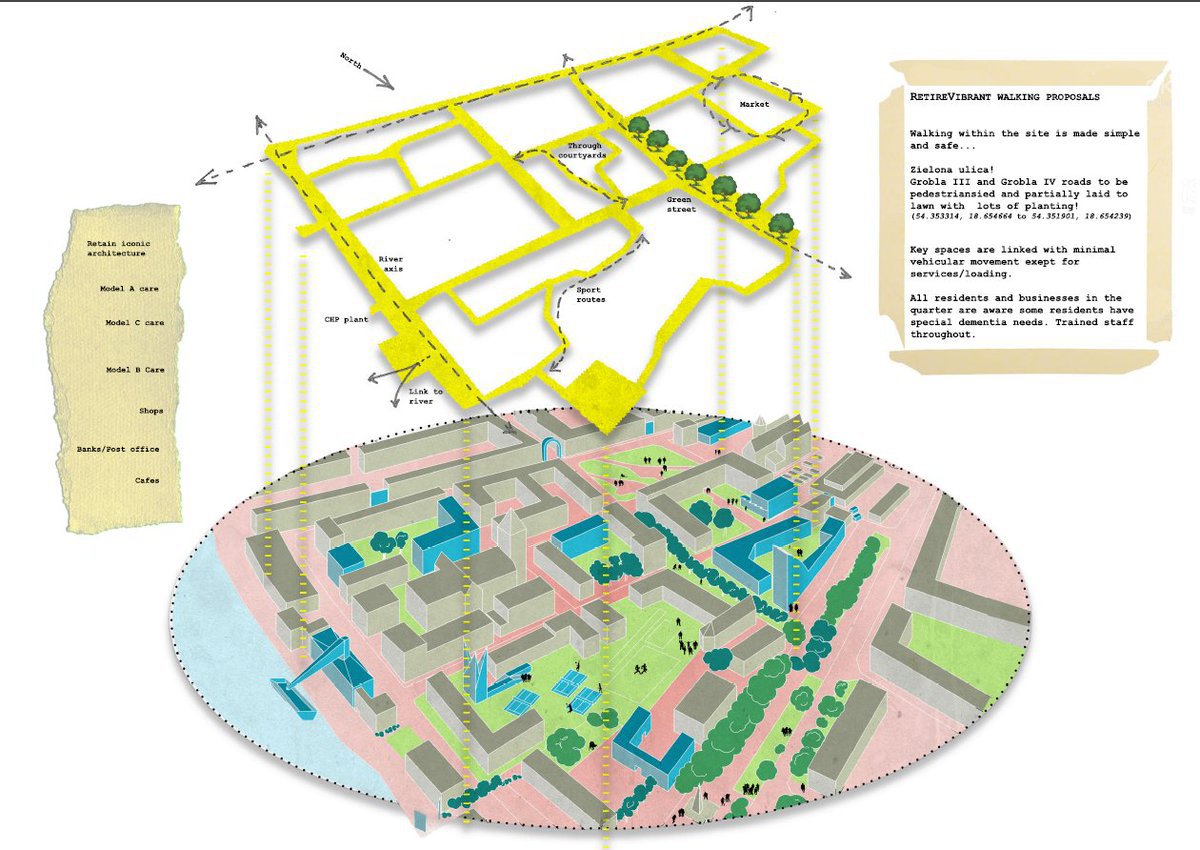 North
Market
Through
courtyards
Green
street
River
axis
Sport
routes
CHP plant
Link to
river
Retain iconic
architecture
Model A care
Model C care
Model B Care
Shops
Banks/Post office
Cafes
RETIREVIBRANT WALKING PROPOSALS
Walking within the site is made simple
and safe...
Zielona ulica!
Grobla III and Grobla IV roads to be
pedestriansied and partially laid to
lawn with lots of planting!
(54.353314, 18.654664 to 54.351901, 18.654239)
Key spaces are linked with minimal
vehicular movement exept for
services/loading.
All residents and businesses in the
quarter are aware some residents have
special dementia needs. Trained staff
throughout.